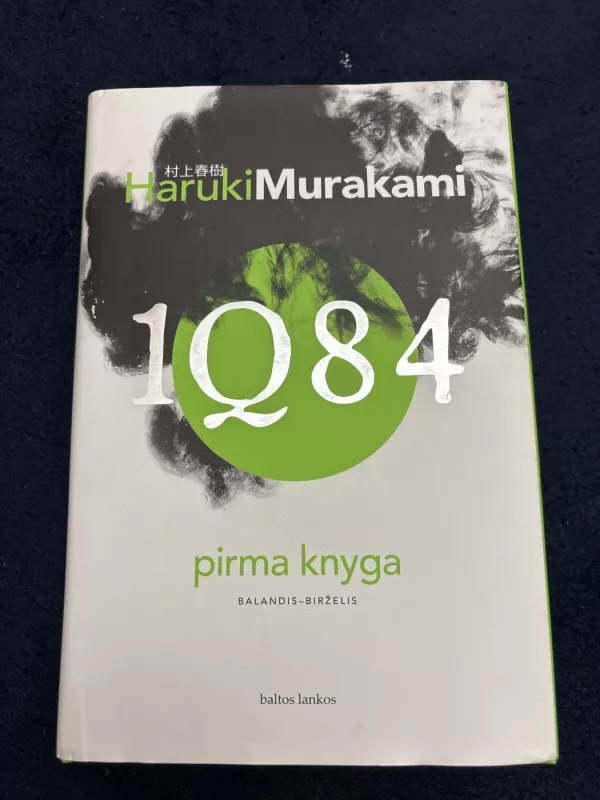 村上春樹
HarukiMurakami
1Q84
pirma knyga
BALANDIS–BIRŽELIS
baltos lankos